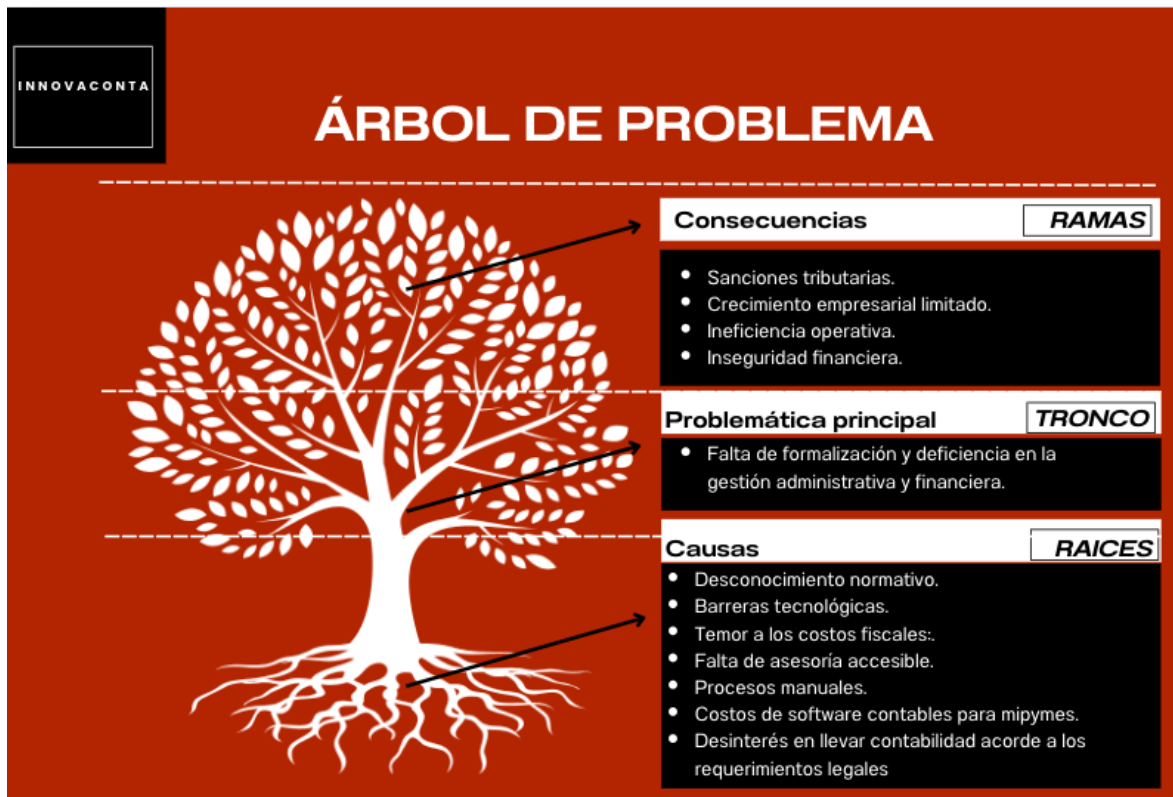 INNOVACONTA
ÁRBOL DE PROBLEMA
Consecuencias
RAMAS
Sanciones tributarias.
Crecimiento empresarial limitado.
Ineficiencia operativa.
Inseguridad financiera.
Problemática principal
TRONCO
Falta de formalización y deficiencia en la
gestión administrativa y financiera.
Causas
RAICES
Desconocimiento normativo.
Barreras tecnológicas.
Temor a los costos fiscales:.
Falta de asesoría accesible.
Procesos manuales.
Costos de software contables para mipymes.
Desinterés en llevar contabilidad acorde a los
requerimientos legales